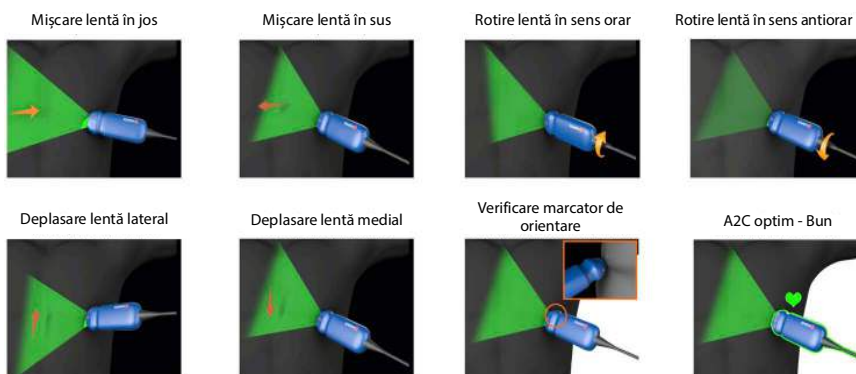 Mișcare lentă în jos
Mișcare lentă în sus
Rotire lentă în sens orar
Rotire lentă în sens antiorar
Deplasare lentă lateral
Deplasare lentă medial
Verificare marcator de
orientare
A2C optim - Bun